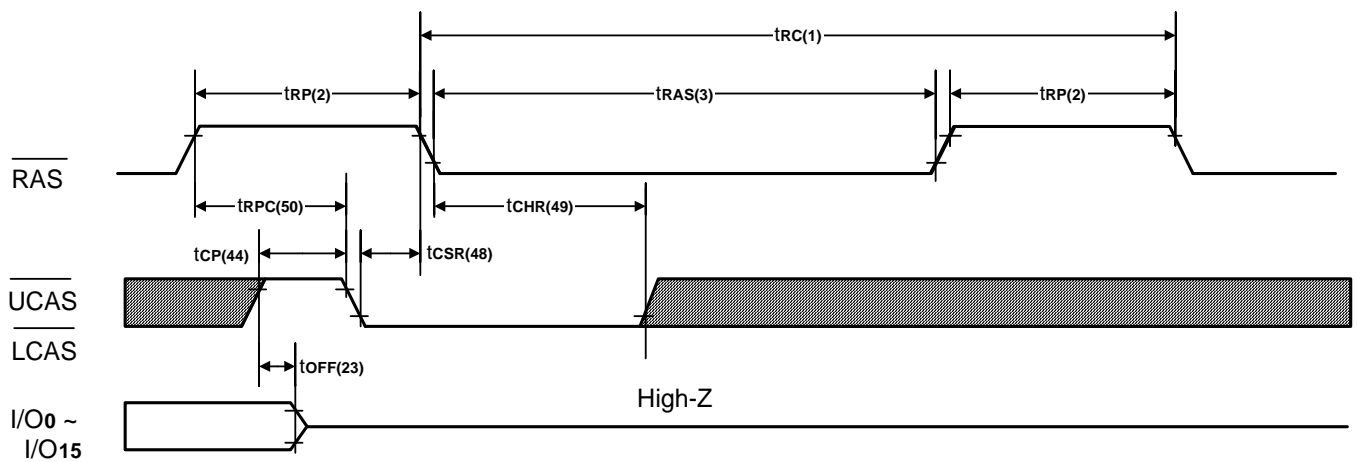 tRC(1)
tRP(2) tRAS(3) tRP(2)
RAS
tRPC(50) tCHR(49)
tCP(44) tCSR(48)
UCAS
LCAS
tOFF(23)
High-Z
I/O0 ~
I/O15